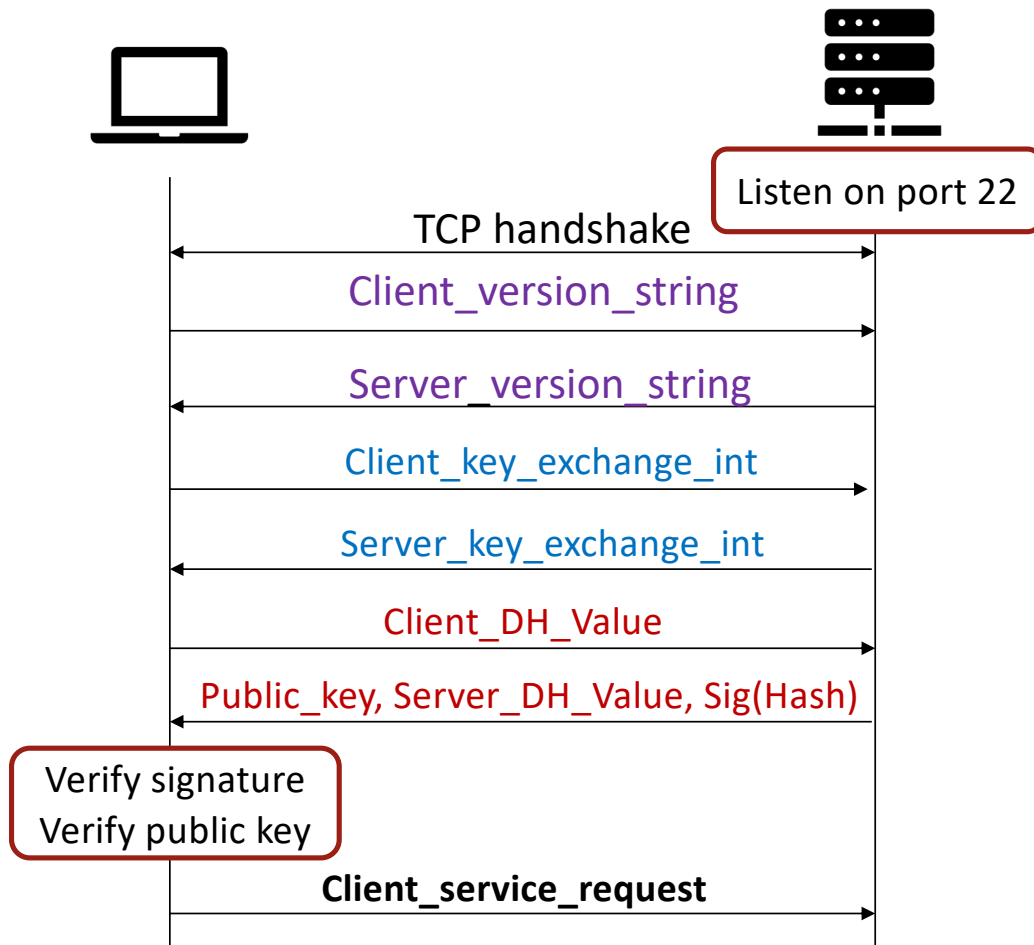 Listen on port 22
TCP handshake
Client_version_string
Server_version_string
Client_key_exchange_int
Server_key_exchange_int
Client_DH_Value
Public_key, Server_DH_Value, Sig(Hash)
Verify signature
Verify public key
Client_service_request